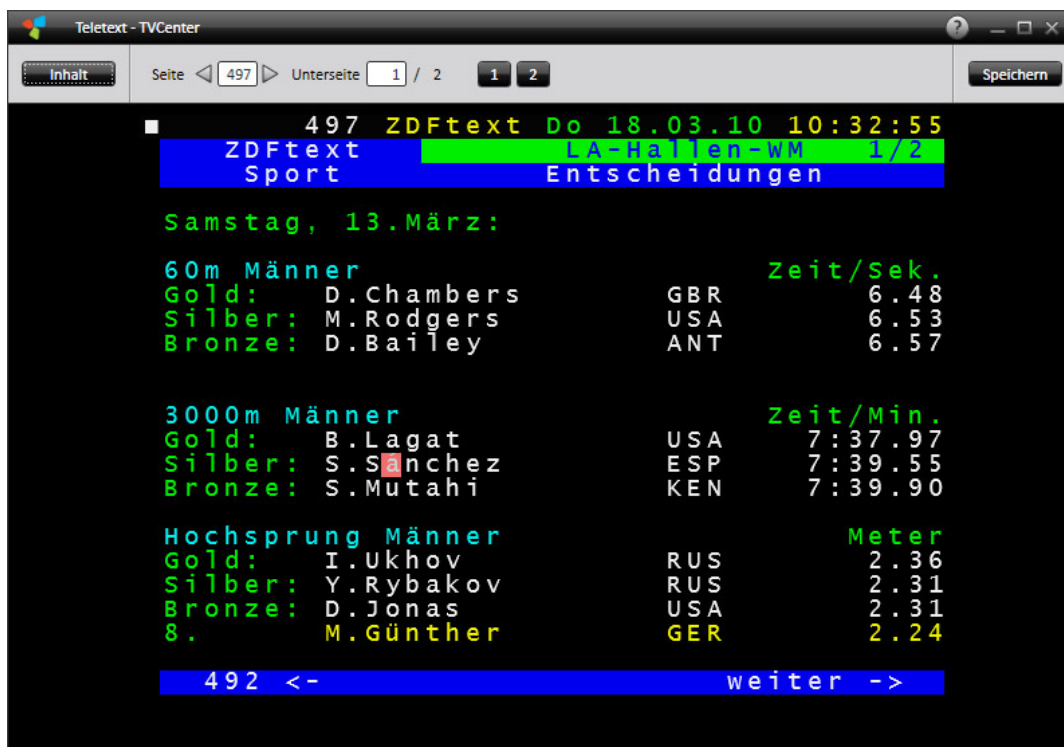 Teletext - TVCenter
Inhalt Seite 497 Unterseite 1 / 2 1 2 Speichern
497 ZDFtext Do 18.03.10 10:32:55
ZDFtext LA-Hallen-WM 1/2
Sport Entscheidungen
Samstag, 13.März:
60m Männer Zeit/Sek.
Gold: D.Chambers GBR 6.48
Silber: M.Rodgers USA 6.53
Bronze: D.Bailey ANT 6.57
3000m Männer Zeit/Min.
Gold: B.Lagat USA 7:37.97
Silber: S.Sánchez ESP 7:39.55
Bronze: S.Mutahi KEN 7:39.90
Hochsprung Männer Meter
Gold: I.Ukhov RUS 2.36
Silber: Y.Rybakov RUS 2.31
Bronze: D.Jonas USA 2.31
8. M.Günther GER 2.24
492 <- weiter ->